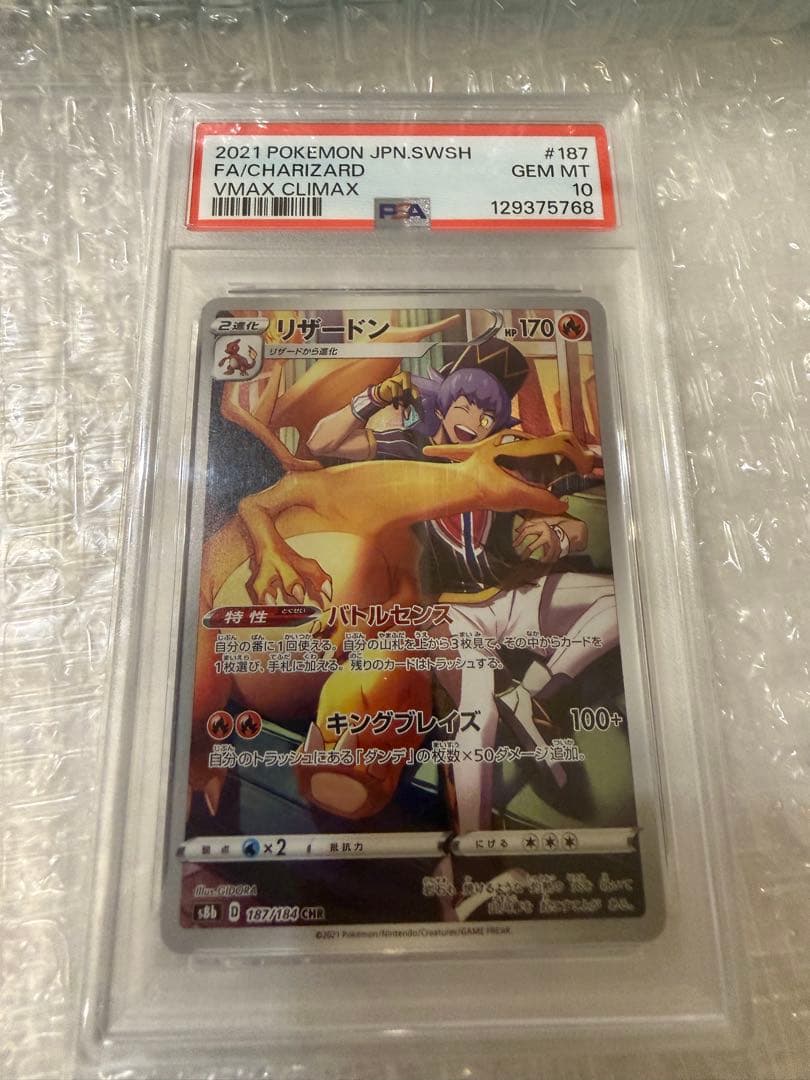 2021 POKEMON JPN.SWSH #187
FA/CHARIZARD GEM MT
VMAX CLIMAX 10
PSA 129375768
2進化 リザードン HP170
リザードから進化
特性 とくせい バトルセンス
自分の番に1回使える。自分の山札を上から3枚見て、その中からカードを
1枚選び、手札に加える。残りのカードはトラッシュする。
キングブレイズ 100+
自分のトラッシュにある「ダンデ」の枚数×50ダメージ追加。
弱点 ×2 抵抗力 にげる
illus.GIDORA
s8b D 187/184 CHR
©2021 Pokémon/Nintendo/Creatures/GAME FREAK